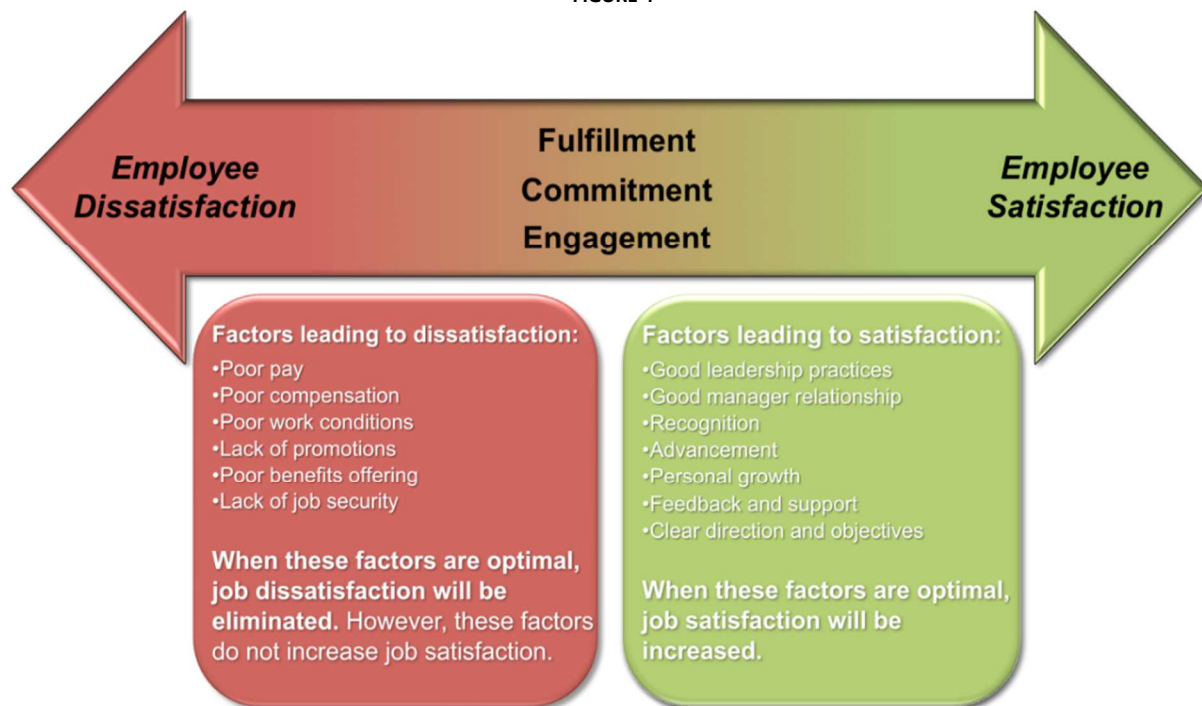 Employee
Dissatisfaction
Fulfillment
Commitment
Engagement
Employee
Satisfaction
Factors leading to dissatisfaction:
•Poor pay
•Poor compensation
•Poor work conditions
•Lack of promotions
•Poor benefits offering
•Lack of job security
When these factors are optimal,
job dissatisfaction will be
eliminated. However, these factors
do not increase job satisfaction.
Factors leading to satisfaction:
•Good leadership practices
•Good manager relationship
•Recognition
•Advancement
•Personal growth
•Feedback and support
•Clear direction and objectives
When these factors are optimal,
job satisfaction will be
increased.